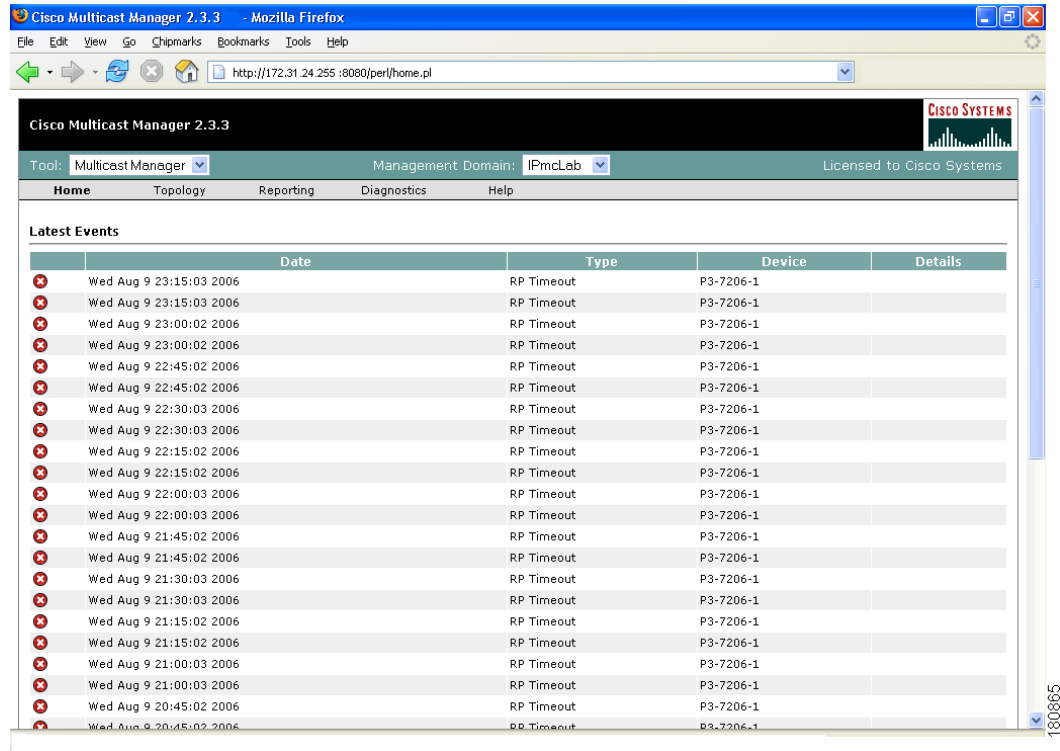 Cisco Multicast Manager 2.3.3 - Mozilla Firefox
File Edit View Go Chipmarks Bookmarks Tools Help
http://172.31.24.255 :8080/perl/home.pl
Cisco Multicast Manager 2.3.3
CISCO SYSTEMS
Tool: Multicast Manager Management Domain: IPmcLab Licensed to Cisco Systems
Home Topology Reporting Diagnostics Help
Latest Events
Date Type Device Details
Wed Aug 9 23:15:03 2006 RP Timeout P3-7206-1
Wed Aug 9 23:15:03 2006 RP Timeout P3-7206-1
Wed Aug 9 23:00:02 2006 RP Timeout P3-7206-1
Wed Aug 9 23:00:02 2006 RP Timeout P3-7206-1
Wed Aug 9 22:45:02 2006 RP Timeout P3-7206-1
Wed Aug 9 22:45:02 2006 RP Timeout P3-7206-1
Wed Aug 9 22:30:03 2006 RP Timeout P3-7206-1
Wed Aug 9 22:30:03 2006 RP Timeout P3-7206-1
Wed Aug 9 22:15:02 2006 RP Timeout P3-7206-1
Wed Aug 9 22:15:02 2006 RP Timeout P3-7206-1
Wed Aug 9 22:00:03 2006 RP Timeout P3-7206-1
Wed Aug 9 22:00:03 2006 RP Timeout P3-7206-1
Wed Aug 9 21:45:02 2006 RP Timeout P3-7206-1
Wed Aug 9 21:45:02 2006 RP Timeout P3-7206-1
Wed Aug 9 21:30:03 2006 RP Timeout P3-7206-1
Wed Aug 9 21:30:03 2006 RP Timeout P3-7206-1
Wed Aug 9 21:15:02 2006 RP Timeout P3-7206-1
Wed Aug 9 21:15:02 2006 RP Timeout P3-7206-1
Wed Aug 9 21:00:03 2006 RP Timeout P3-7206-1
Wed Aug 9 21:00:03 2006 RP Timeout P3-7206-1
Wed Aug 9 20:45:02 2006 RP Timeout P3-7206-1
Wed Aug 9 20:45:02 2006 RP Timeout P3-7206-1
180865